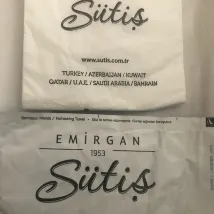 Sütiş
www.sutis.com.tr
TURKEY / AZERBAIJAN / KUWAIT
QATAR / U.A.E. / SAUDI ARABIA / BAHRAIN
EMİRGAN
1953
Sütiş